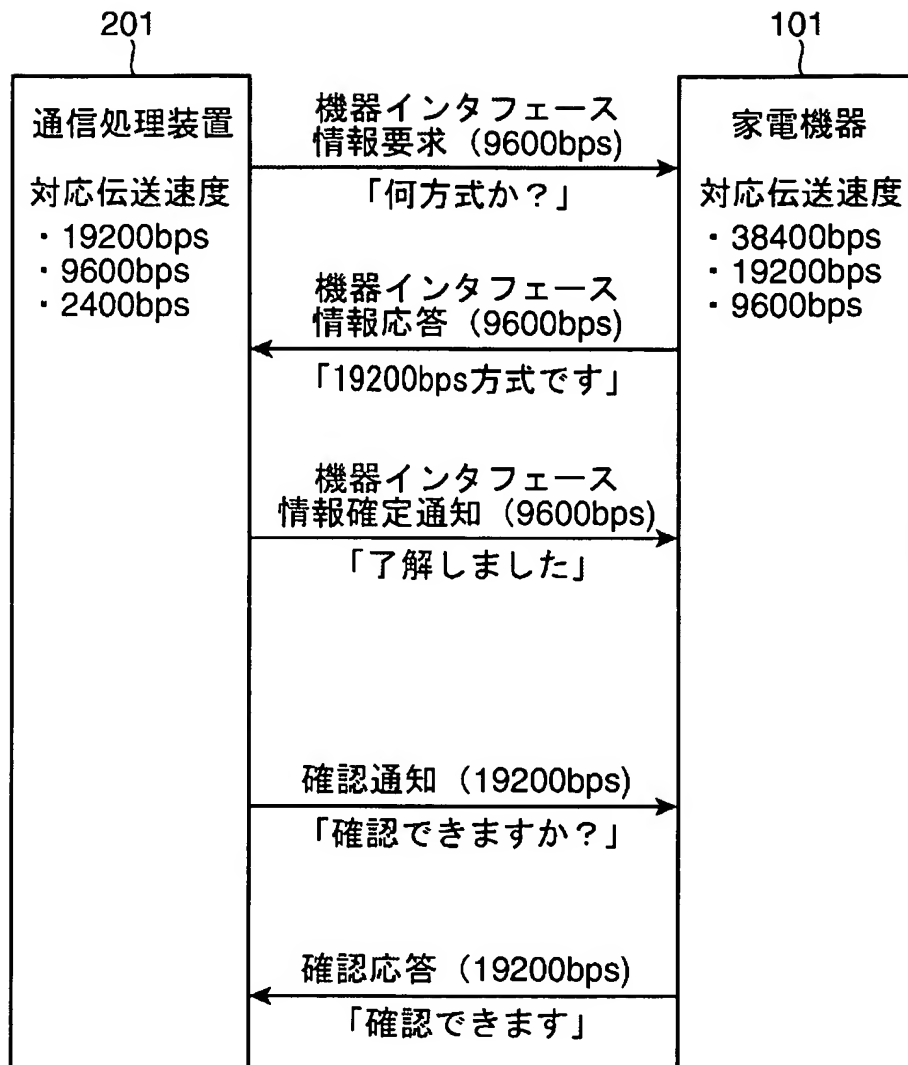 201
101
通信処理装置
対応伝送速度
・19200bps
・9600bps
・2400bps
家電機器
対応伝送速度
・38400bps
・19200bps
・9600bps
機器インタフェース
情報要求（9600bps)
「何方式か？」
機器インタフェース
情報応答（9600bps)
「19200bps方式です」
機器インタフェース
情報確定通知（9600bps)
「了解しました」
確認通知（19200bps)
「確認できますか？」
確認応答（19200bps)
「確認できます」